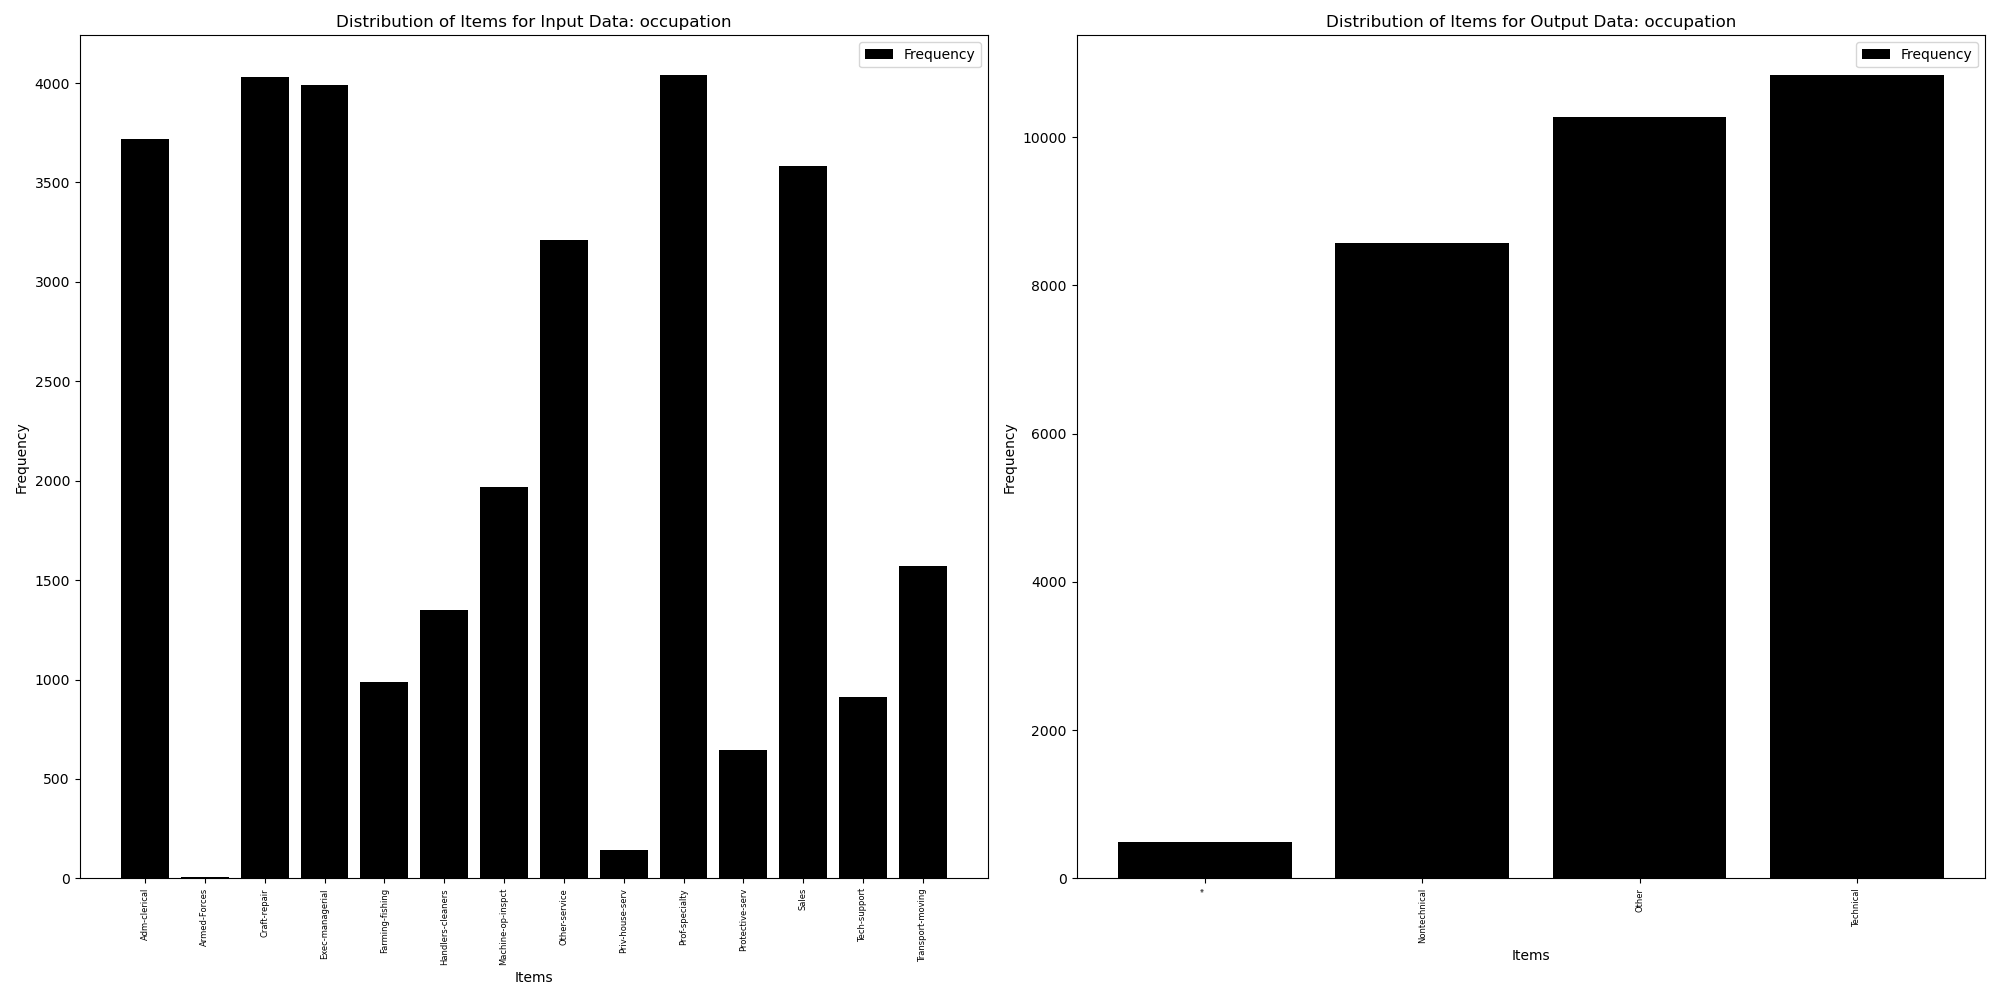 Distribution of Items for Input Data: occupation
Frequency
4000
3500
3000
2500
2000
1500
1000
500
0
Frequency
Adm-clerical
Armed-Forces
Craft-repair
Exec-managerial
Farming-fishing
Handlers-cleaners
Machine-op-inspct
Other-service
Priv-house-serv
Prof-specialty
Protective-serv
Sales
Tech-support
Transport-moving
Items
Distribution of Items for Output Data: occupation
Frequency
10000
8000
6000
4000
2000
0
Frequency
*
Nontechnical
Other
Technical
Items